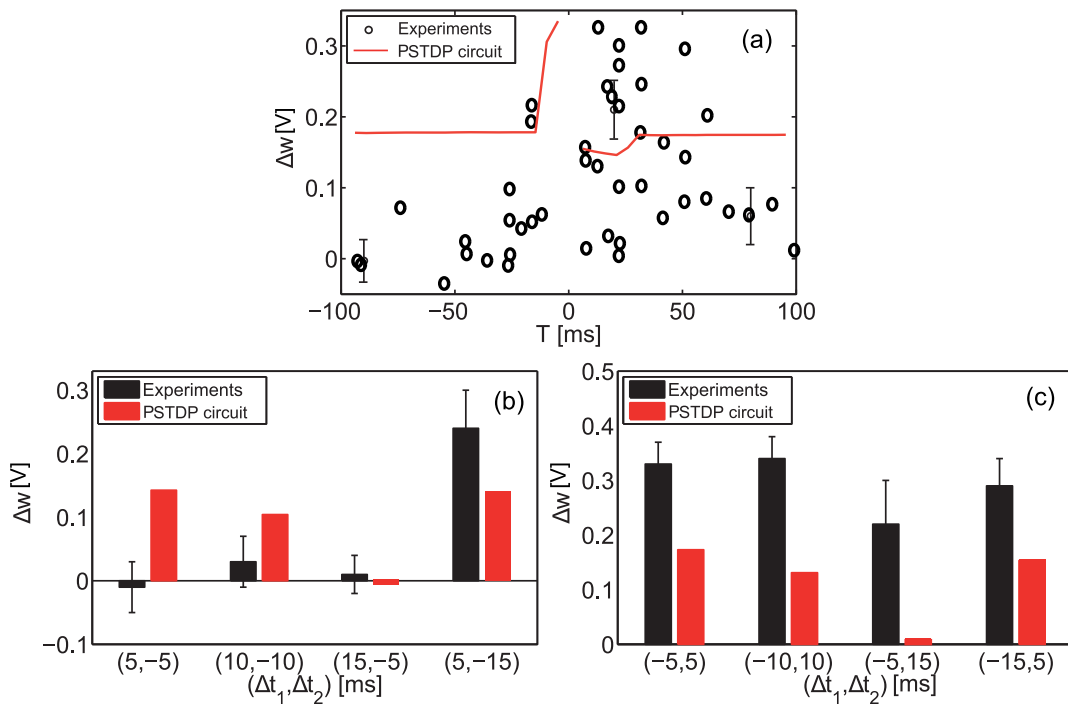 Experiments
PSTDP circuit
(a)
0.3
0.2
0.1
0
Δw [V]
−100
−50
0
50
100
T [ms]
Experiments
PSTDP circuit
(b)
0.3
0.2
0.1
0
−0.1
Δw [V]
(5,−5)
(10,−10)
(15,−5)
(5,−15)
(Δt₁,Δt₂) [ms]
Experiments
PSTDP circuit
(c)
0.5
0.4
0.3
0.2
0.1
0
Δw [V]
(−5,5)
(−10,10)
(−5,15)
(−15,5)
(Δt₁,Δt₂) [ms]